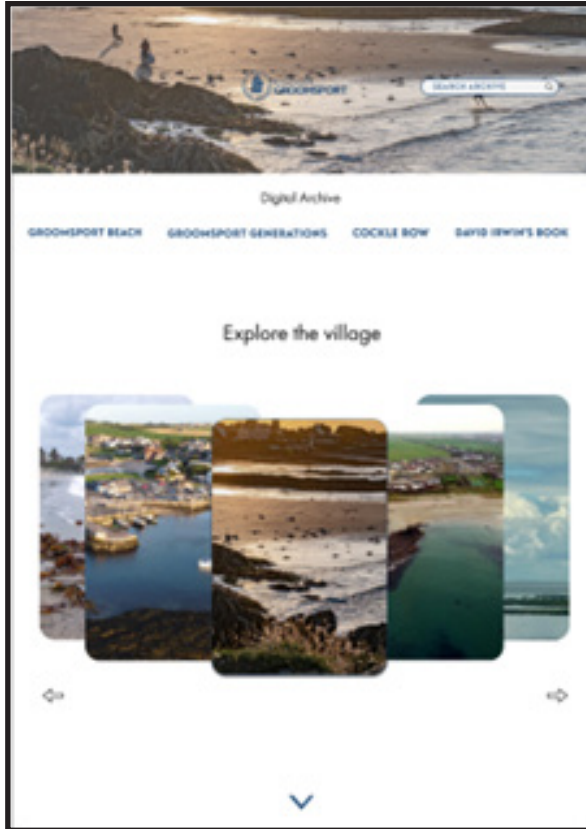 GROOMSPORT
SEARCH ARCHIVE
Digital Archive
GROOMSPORT BEACH GROOMSPORT GENERATIONS COCKLE ROW DAVID IRWIN'S BOOK
Explore the village